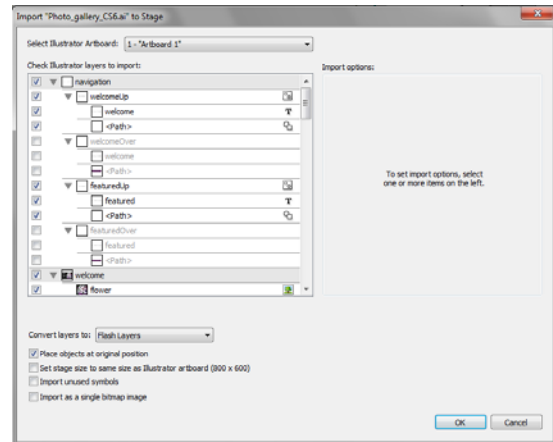 Import "Photo_gallery_CS6.ai" to Stage
Select Illustrator Artboard: 1 - "Artboard 1"
Check Illustrator layers to import:
Import options:
navigation
welcomeUp
welcome
<Path>
welcomeOver
welcome
<Path>
featuredUp
featured
<Path>
featuredOver
featured
<Path>
welcome
flower
To set import options, select
one or more items on the left.
Convert layers to: Flash Layers
Place objects at original position
Set stage size to same size as Illustrator artboard (800 x 600)
Import unused symbols
Import as a single bitmap image
OK Cancel